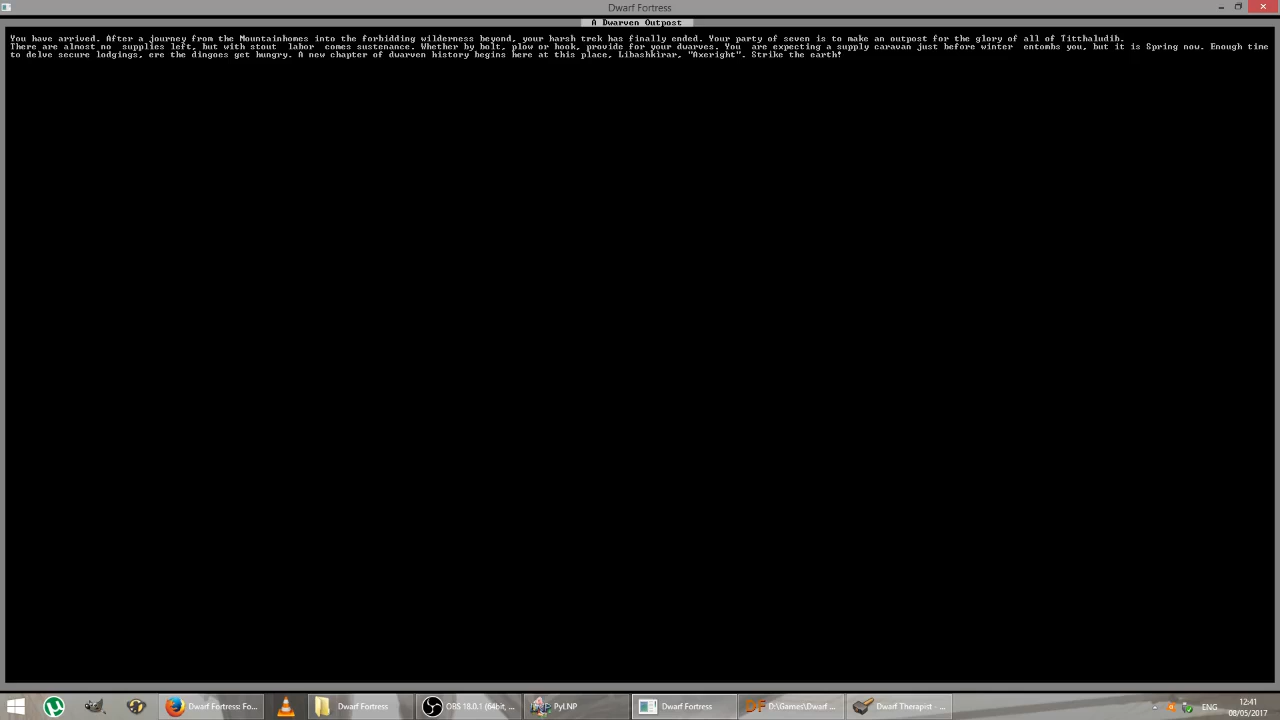 Dwarf Fortress
A Dwarven Outpost
You have arrived. After a journey from the Mountainhomes into the forbidding wilderness beyond, your harsh trek has finally ended. Your party of seven is to make an outpost for the glory of all of Titthaludib.
There are almost no  supplies left, but with stout  labor  comes sustenance. Whether by bolt, plow or hook, provide for your dwarves. You  are expecting a supply caravan just before winter  entombs you, but it is Spring now. Enough time
to delve secure lodgings, ere the dingoes get hungry. A new chapter of dwarven history begins here at this place, Libashkirar, "Axeright". Strike the earth!
Dwarf Fortress: Fo...
Dwarf Fortress
OBS 18.0.1 (64bit, ...
PyLNP
Dwarf Fortress
DF
D:\Games\Dwarf ...
Dwarf Therapist - ...
ENG
12:41
08/05/2017